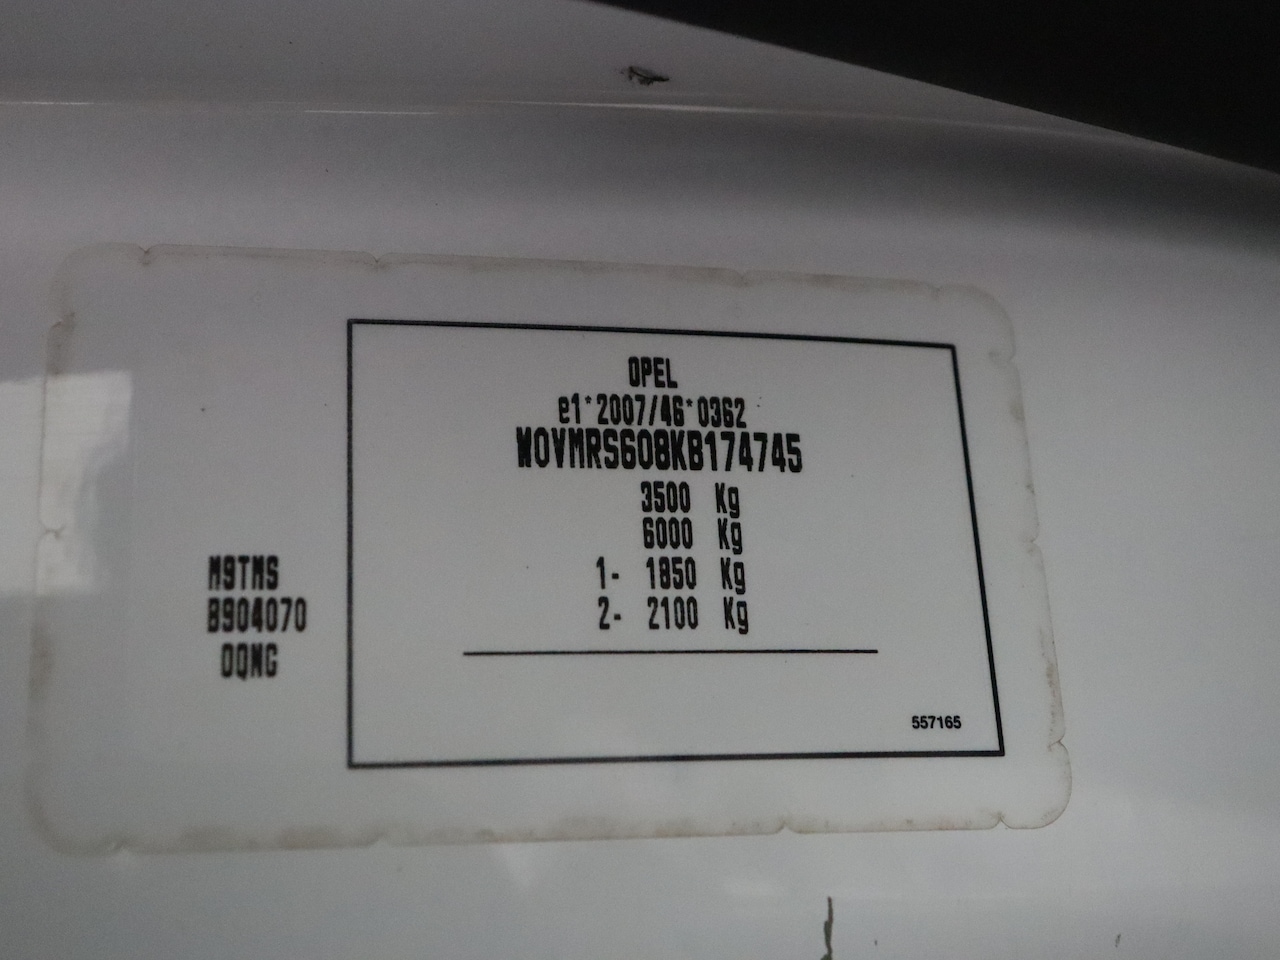 OPEL
e1*2007/46*0362
W0VMRS608KB174745
3500 Kg
6000 Kg
1- 1850 Kg
2- 2100 Kg
M9TMS
B904070
0QMG
557165